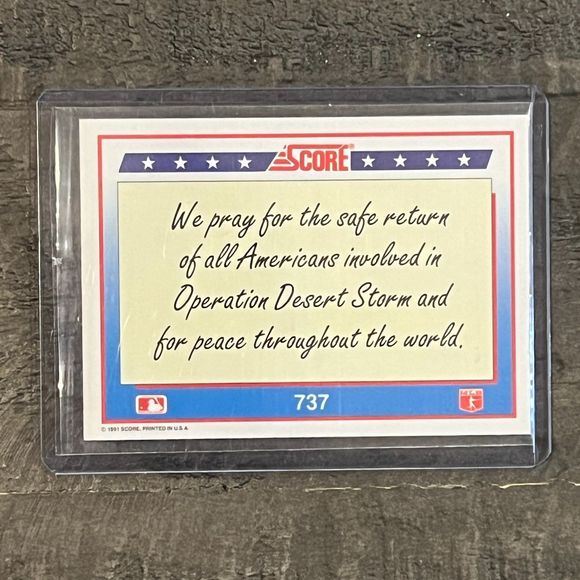 SCORE®
We pray for the safe return
of all Americans involved in
Operation Desert Storm and
for peace throughout the world.
737
© 1991 SCORE, PRINTED IN U.S.A.